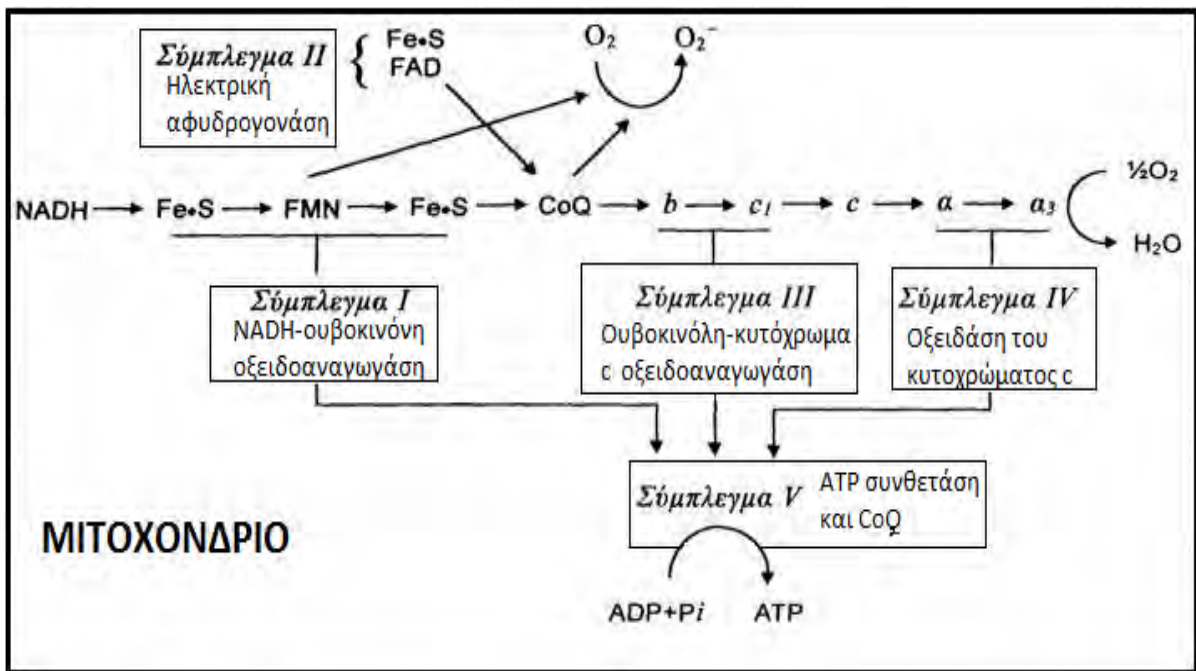 Σύμπλεγμα II
Ηλεκτρική
αφυδρογονάση
{ Fe•S
FAD
O₂ O₂⁻
½O₂
NADH → Fe•S → FMN → Fe•S → CoQ → b → c₁ → c → α → α₃
H₂O
Σύμπλεγμα I
NADH-ουβοκινόνη
οξειδοαναγωγάση
Σύμπλεγμα III
Ουβοκινόλη-κυτόχρωμα
c οξειδοαναγωγάση
Σύμπλεγμα IV
Οξειδάση του
κυτοχρώματος c
Σύμπλεγμα V
ATP συνθετάση
και CoQ
ΜΙΤΟΧΟΝΔΡΙΟ
ADP+Pi ATP